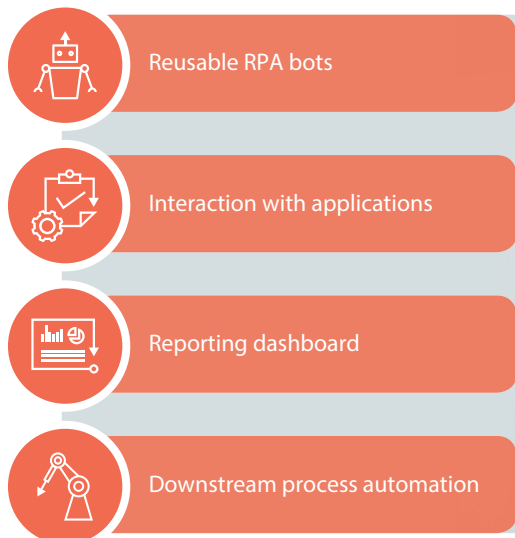 Reusable RPA bots
Interaction with applications
Reporting dashboard
Downstream process automation